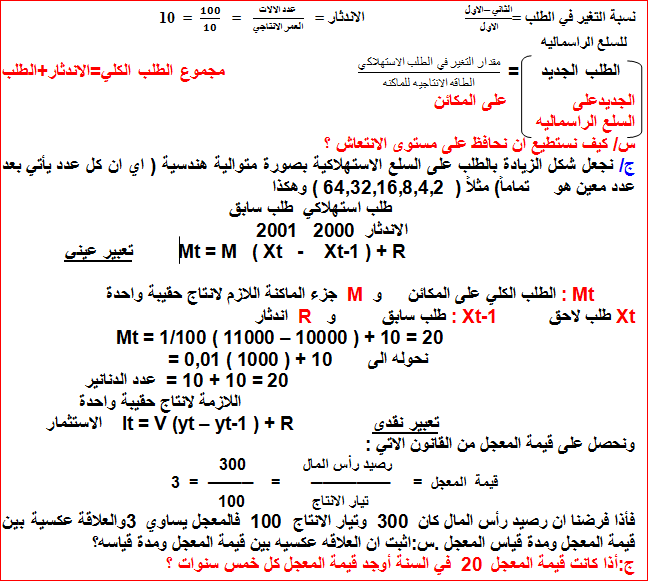 نسبة التغير في الطلب = الثاني – الاول / الاول    الاندثار = عدد الالات / العمر الانتاجي = 100 / 10 = 10
للسلع الراسماليه
الطلب الجديد = مقدار التغير في الطلب الاستهلاكي / الطاقه الانتاجيه للماكنه    مجموع الطلب الكلي=الاندثار+الطلب
الجديدعلى    على المكائن
السلع الراسماليه
س/ كيف نستطيع ان نحافظ على مستوى الانتعاش ؟
ج/ نجعل شكل الزيادة بالطلب على السلع الاستهلاكية بصورة متوالية هندسية ( اي ان كل عدد يأتي بعد
عدد معين هو تماماً) مثلاً ( 64,32,16,8,4,2 ) وهكذا
طلب استهلاكي طلب سابق
الاندثار 2000 2001
Mt = M ( Xt - Xt-1 ) + R    تعبير عيني
Mt : الطلب الكلي على المكائن و M جزء الماكنة اللازم لانتاج حقيبة واحدة
Xt طلب لاحق    Xt-1 : طلب سابق و R اندثار
Mt = 1/100 ( 11000 – 10000 ) + 10 = 20
نحوله الى = 0,01 ( 1000 ) + 10
20 = 10 + 10 = عدد الدنانير
اللازمة لانتاج حقيبة واحدة
تعبير نقدي    It = V (yt – yt-1 ) + R    الاستثمار
ونحصل على قيمة المعجل من القانون الاتي :
رصيد رأس المال    300
قيمة المعجل = ــــــــــ = ــــــــــ = 3
تيار الانتاج    100
فأذا فرضنا ان رصيد رأس المال كان 300 وتيار الانتاج 100 فالمعجل يساوي 3والعلاقة عكسية بين
قيمة المعجل ومدة قياس المعجل .س:اثبت ان العلاقه عكسيه بين قيمة المعجل ومدة قياسه؟
ج:أذا كانت قيمة المعجل 20 في السنة أوجد قيمة المعجل كل خمس سنوات ؟